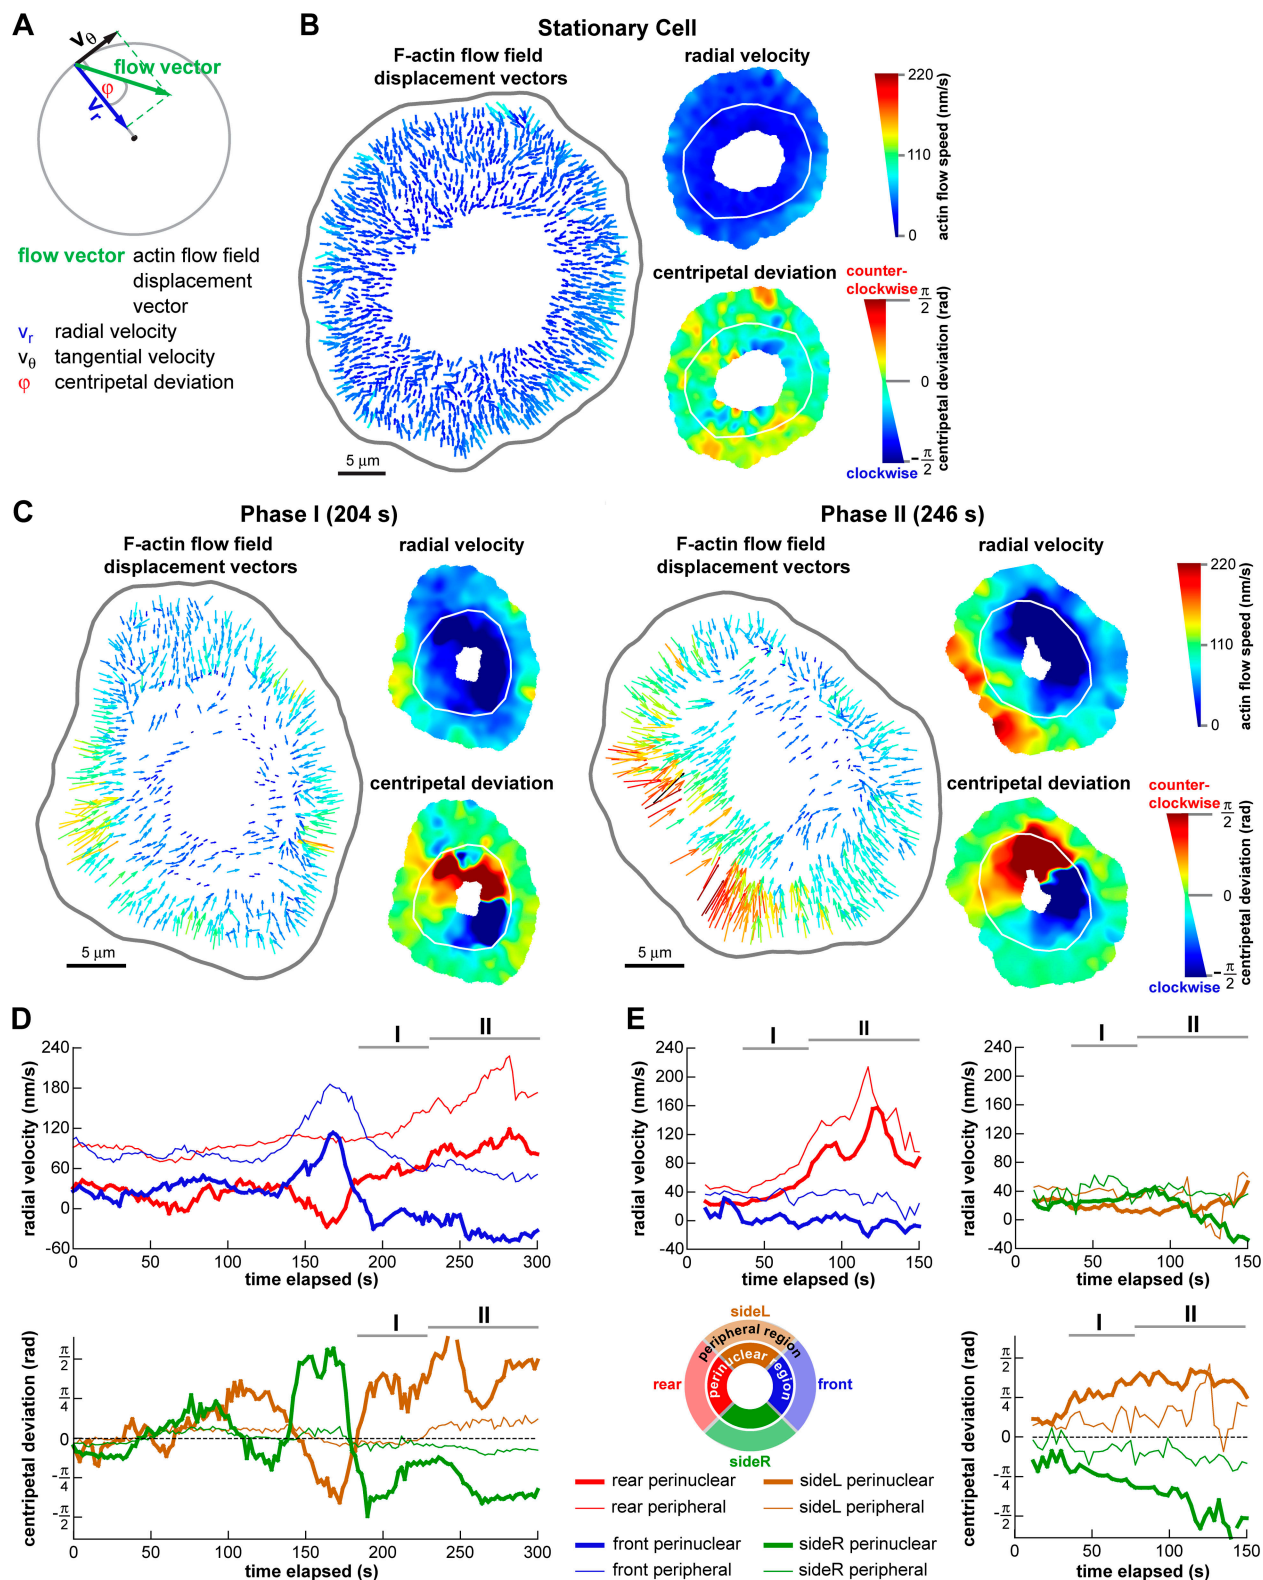 A
vθ
flow vector
φ
vr
flow vector actin flow field
displacement
vector
vr radial velocity
vθ tangential velocity
φ centripetal deviation
B
Stationary Cell
F-actin flow field
displacement vectors
5 μm
radial velocity
220
110
0
actin flow speed (nm/s)
centripetal deviation
counter-
clockwise
π/2
0
−π/2
clockwise
centripetal deviation (rad)
C
Phase I (204 s)
F-actin flow field
displacement vectors
5 μm
radial velocity
centripetal deviation
Phase II (246 s)
F-actin flow field
displacement vectors
5 μm
radial velocity
220
110
0
actin flow speed (nm/s)
centripetal deviation
counter-
clockwise
π/2
0
−π/2
clockwise
centripetal deviation (rad)
D
I II
240
180
120
60
0
-60
radial velocity (nm/s)
0 50 100 150 200 250 300
time elapsed (s)
I II
π/2
π/4
0
−π/4
−π/2
centripetal deviation (rad)
0 50 100 150 200 250 300
time elapsed (s)
E
I II
240
200
160
120
80
40
0
-40
radial velocity (nm/s)
0 50 100 150
time elapsed (s)
I II
240
200
160
120
80
40
0
-40
radial velocity (nm/s)
0 50 100 150
time elapsed (s)
sideL
peripheral region
perinuclear region
rear
front
sideR
rear perinuclear
rear peripheral
front perinuclear
front peripheral
sideL perinuclear
sideL peripheral
sideR perinuclear
sideR peripheral
I II
π/2
π/4
0
−π/4
−π/2
centripetal deviation (rad)
0 50 100 150
time elapsed (s)